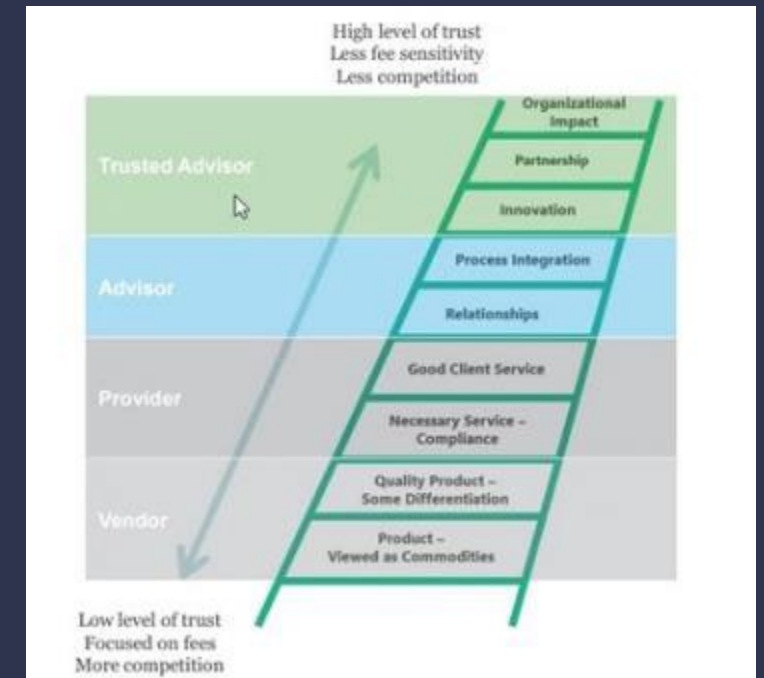 High level of trust
Less fee sensitivity
Less competition
Organizational
Impact
Trusted Advisor
Partnership
Innovation
Process Integration
Advisor
Relationships
Good Client Service
Provider
Necessary Service –
Compliance
Quality Product –
Some Differentiation
Vendor
Product –
Viewed as Commodities
Low level of trust
Focused on fees
More competition